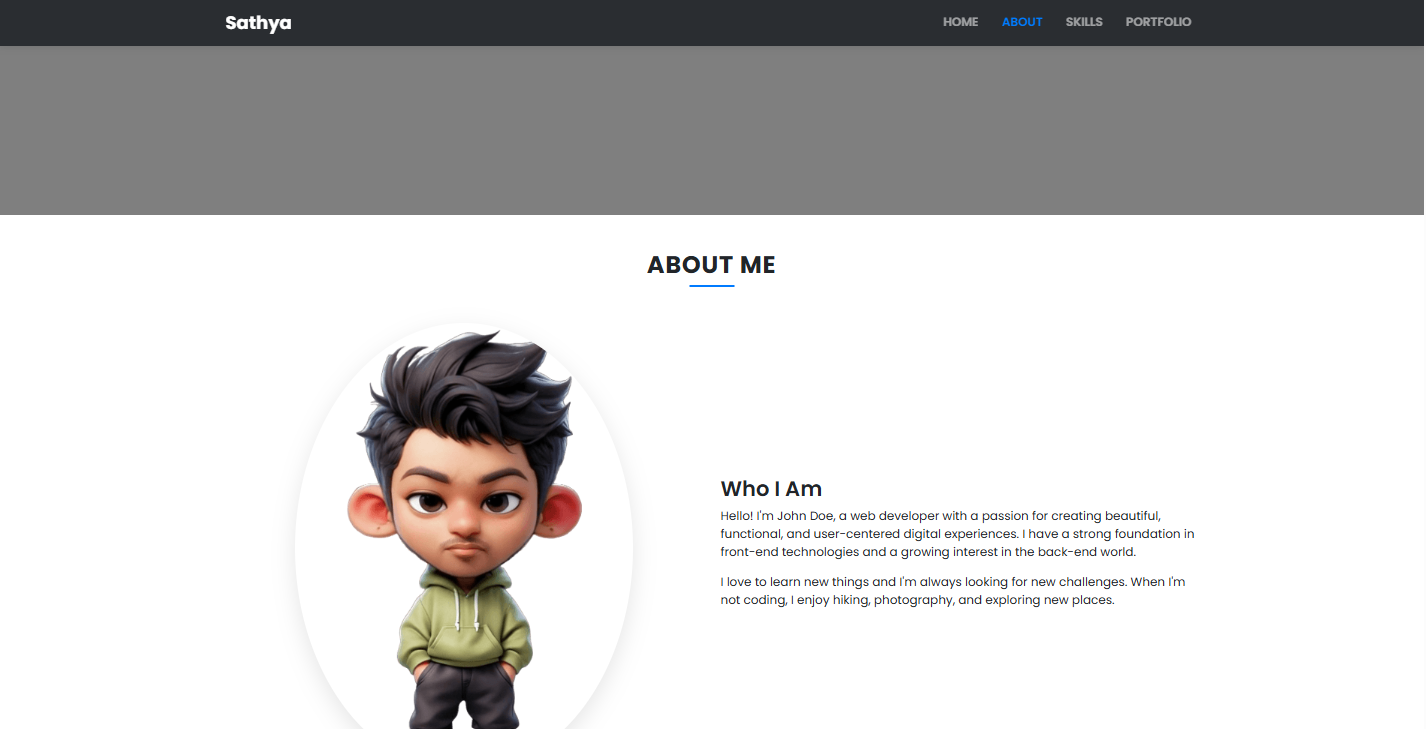 Sathya
HOME ABOUT SKILLS PORTFOLIO
ABOUT ME
Who I Am
Hello! I'm John Doe, a web developer with a passion for creating beautiful,
functional, and user-centered digital experiences. I have a strong foundation in
front-end technologies and a growing interest in the back-end world.
I love to learn new things and I'm always looking for new challenges. When I'm
not coding, I enjoy hiking, photography, and exploring new places.